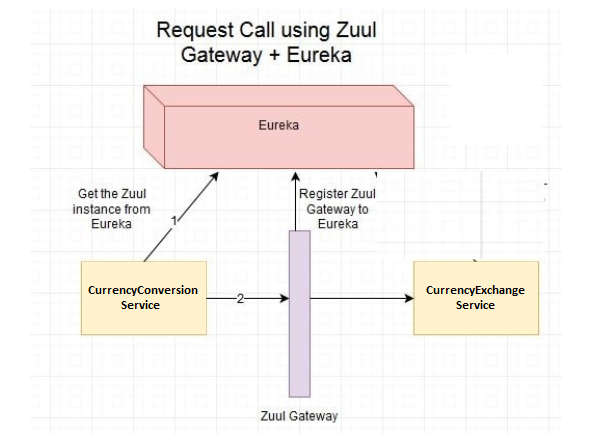 Request Call using Zuul
Gateway + Eureka
Eureka
Get the Zuul
instance from
Eureka
1
Register Zuul
Gateway to
Eureka
CurrencyConversion
Service
2
CurrencyExchange
Service
Zuul Gateway